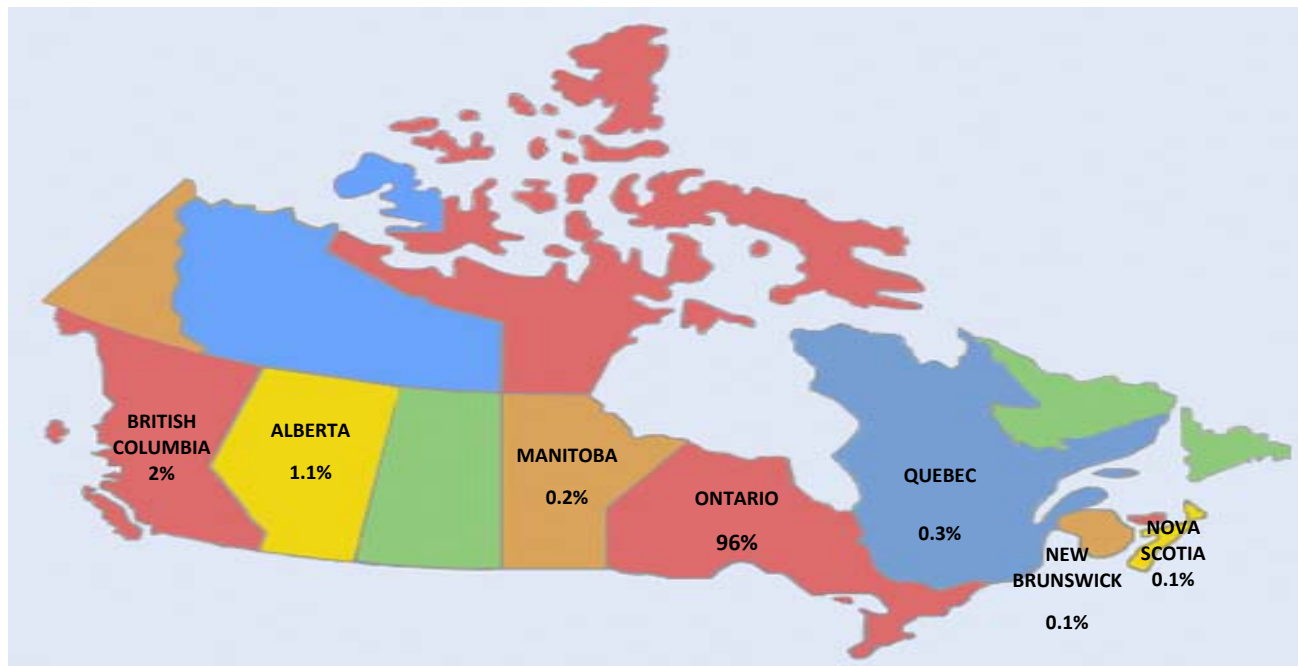 BRITISH
COLUMBIA
2%
ALBERTA
1.1%
MANITOBA
0.2%
ONTARIO
96%
QUEBEC
0.3%
NEW
BRUNSWICK
0.1%
NOVA
SCOTIA
0.1%